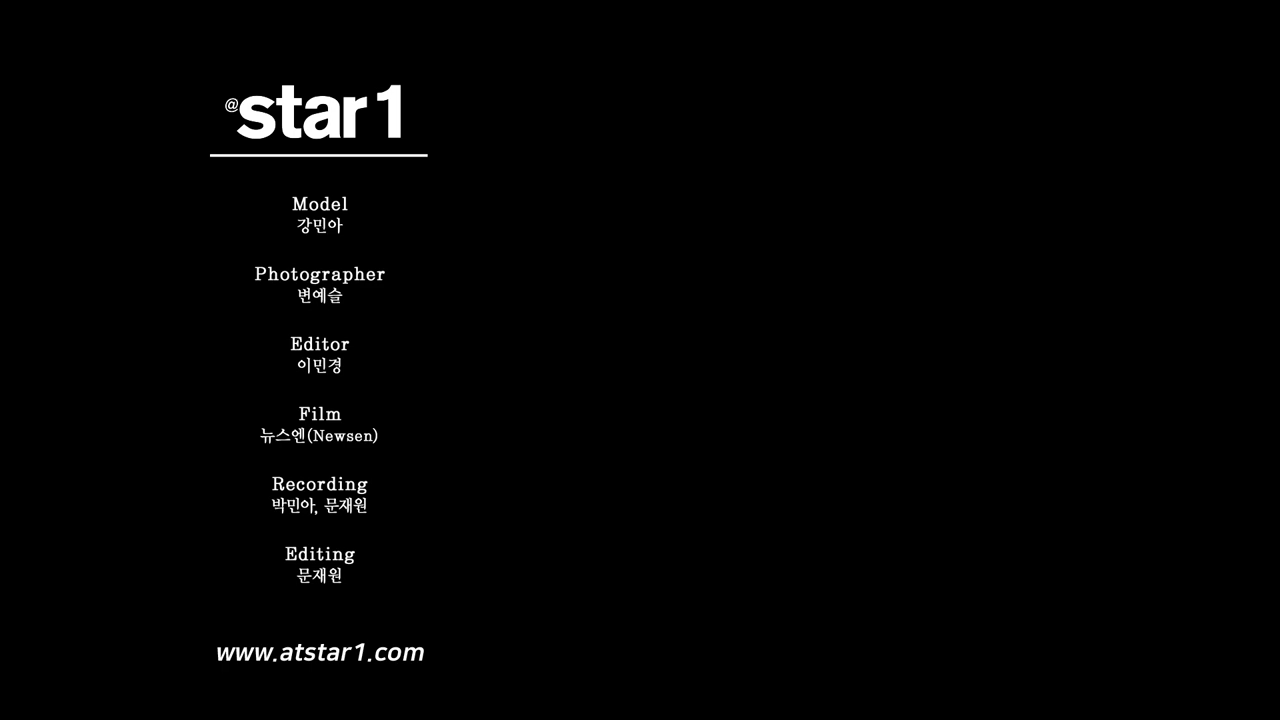 @star1
Model
강민아
Photographer
변예슬
Editor
이민경
Film
뉴스엔(Newsen)
Recording
박민아, 문재원
Editing
문재원
www.atstar1.com